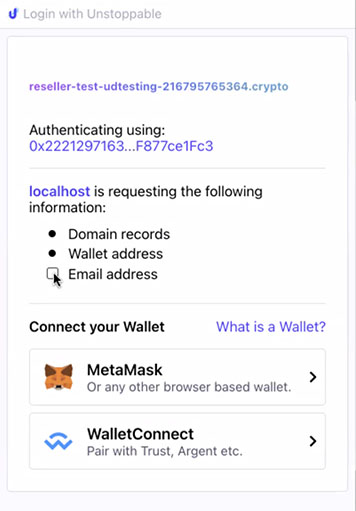 Login with Unstoppable
reseller-test-udtesting-216795765364.crypto
Authenticating using:
0x2221297163...F877ce1Fc3
localhost is requesting the following
information:
Domain records
Wallet address
Email address
Connect your Wallet What is a Wallet?
MetaMask
Or any other browser based wallet.
WalletConnect
Pair with Trust, Argent etc.